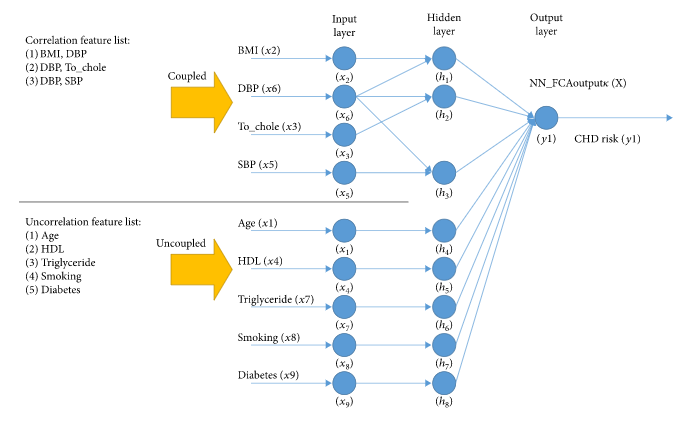 Input layer
Hidden layer
Output layer
Correlation feature list:
(1) BMI, DBP
(2) DBP, To_chole
(3) DBP, SBP
Coupled
BMI (x2)
(x2)
(h1)
DBP (x6)
(x6)
(h2)
To_chole (x3)
(x3)
SBP (x5)
(x5)
(h3)
NN_FCAoutputκ (X)
(y1)
CHD risk (y1)
Uncorrelation feature list:
(1) Age
(2) HDL
(3) Triglyceride
(4) Smoking
(5) Diabetes
Uncoupled
Age (x1)
(x1)
(h4)
HDL (x4)
(x4)
(h5)
Triglyceride (x7)
(x7)
(h6)
Smoking (x8)
(x8)
(h7)
Diabetes (x9)
(x9)
(h8)